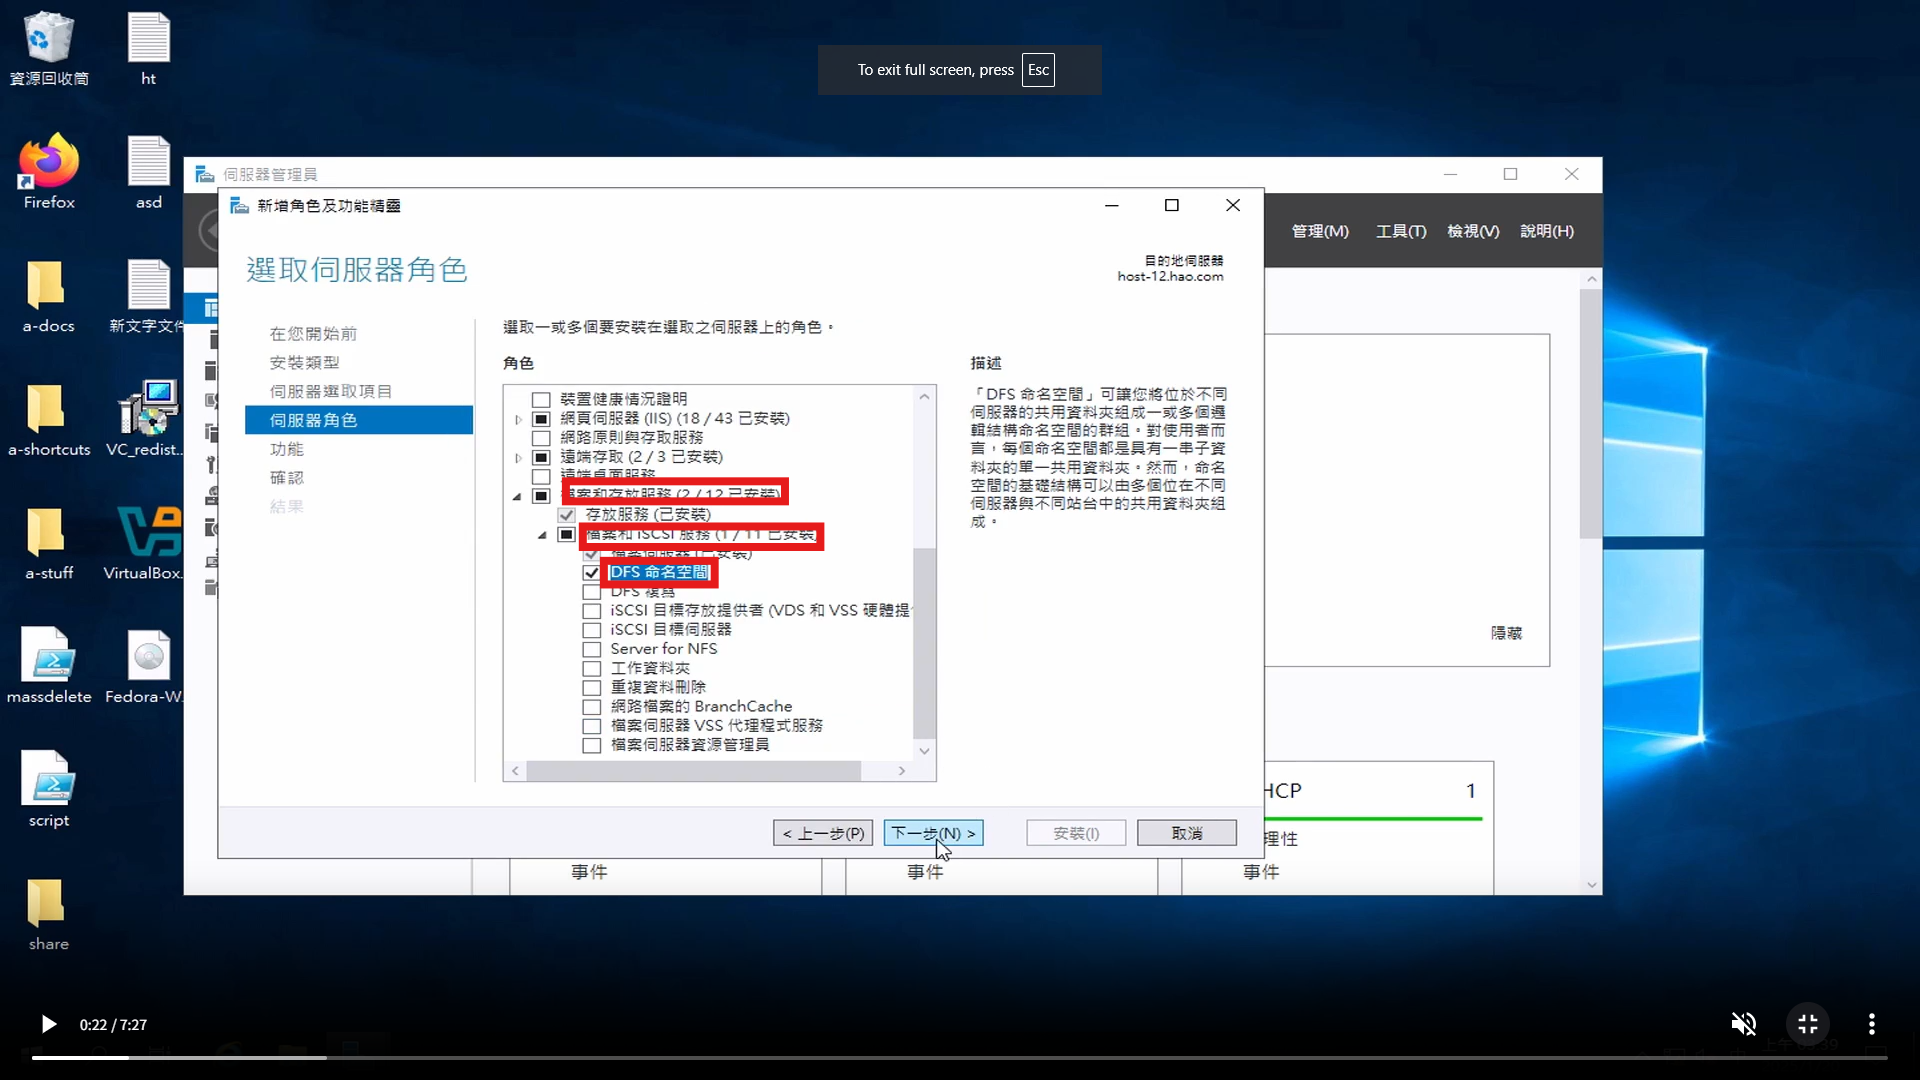 To exit full screen, press Esc
資源回收筒
ht
Firefox
asd
a-docs
新文字文件
a-shortcuts
VC_redist...
a-stuff
VirtualBox...
massdelete
Fedora-W...
script
share
伺服器管理員
管理(M)
工具(T)
檢視(V)
說明(H)
新增角色及功能精靈
選取伺服器角色
目的地伺服器
host-12.hao.com
在您開始前
安裝類型
伺服器選取項目
伺服器角色
功能
確認
結果
選取一或多個要安裝在選取之伺服器上的角色。
角色
裝置健康情況證明
網頁伺服器 (IIS) (18 / 43 已安裝)
網路原則與存取服務
遠端存取 (2 / 3 已安裝)
遠端桌面服務
檔案和存放服務 (2 / 12 已安裝)
存放服務 (已安裝)
檔案和 iSCSI 服務 (1 / 11 已安裝)
檔案伺服器 (已安裝)
DFS 命名空間
DFS 複寫
iSCSI 目標存放提供者 (VDS 和 VSS 硬體提
iSCSI 目標伺服器
Server for NFS
工作資料夾
重複資料刪除
網路檔案的 BranchCache
檔案伺服器 VSS 代理程式服務
檔案伺服器資源管理員
描述
「DFS 命名空間」可讓您將位於不同
伺服器的共用資料夾組成一或多個邏
輯結構命名空間的群組。對使用者而
言，每個命名空間都是具有一串子資
料夾的單一共用資料夾。然而，命名
空間的基礎結構可以由多個位在不同
伺服器與不同站台中的共用資料夾組
成。
< 上一步(P)
下一步(N) >
安裝(I)
取消
隱藏
HCP
1
理性
事件
事件
事件
0:22 / 7:27